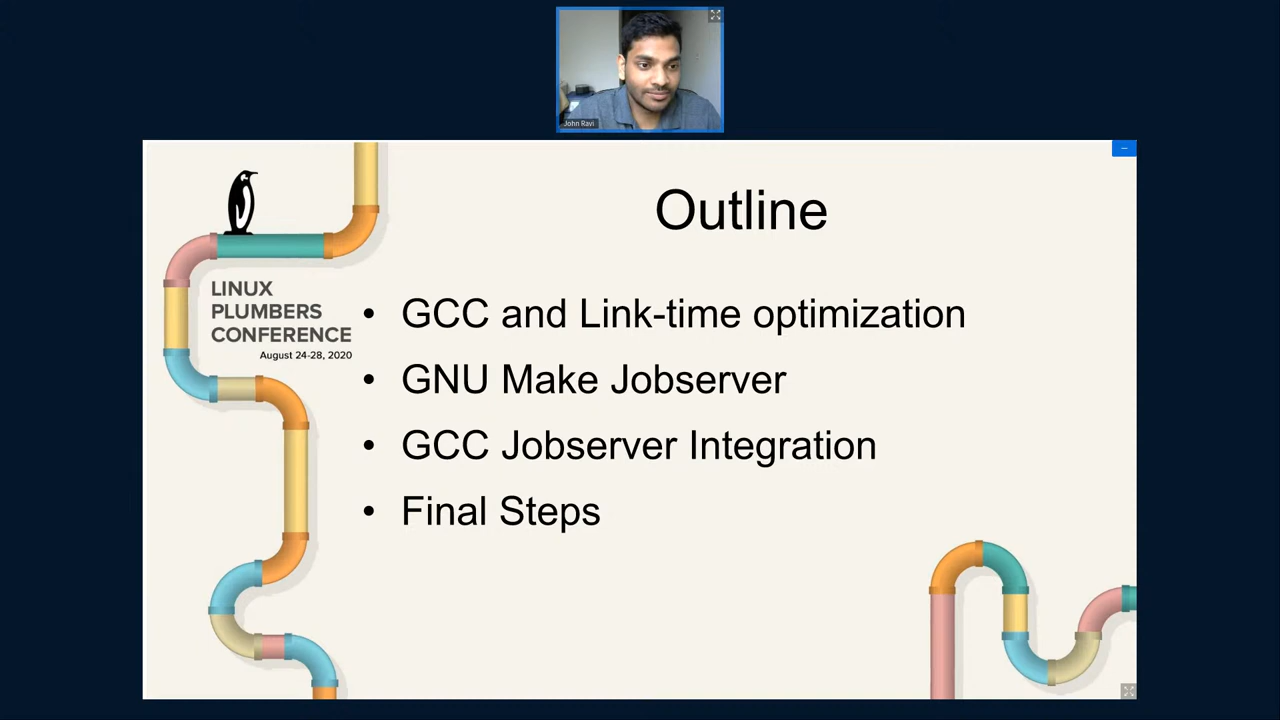 John Ravi
Outline
LINUX
PLUMBERS
CONFERENCE
August 24-28, 2020
• GCC and Link-time optimization
• GNU Make Jobserver
• GCC Jobserver Integration
• Final Steps